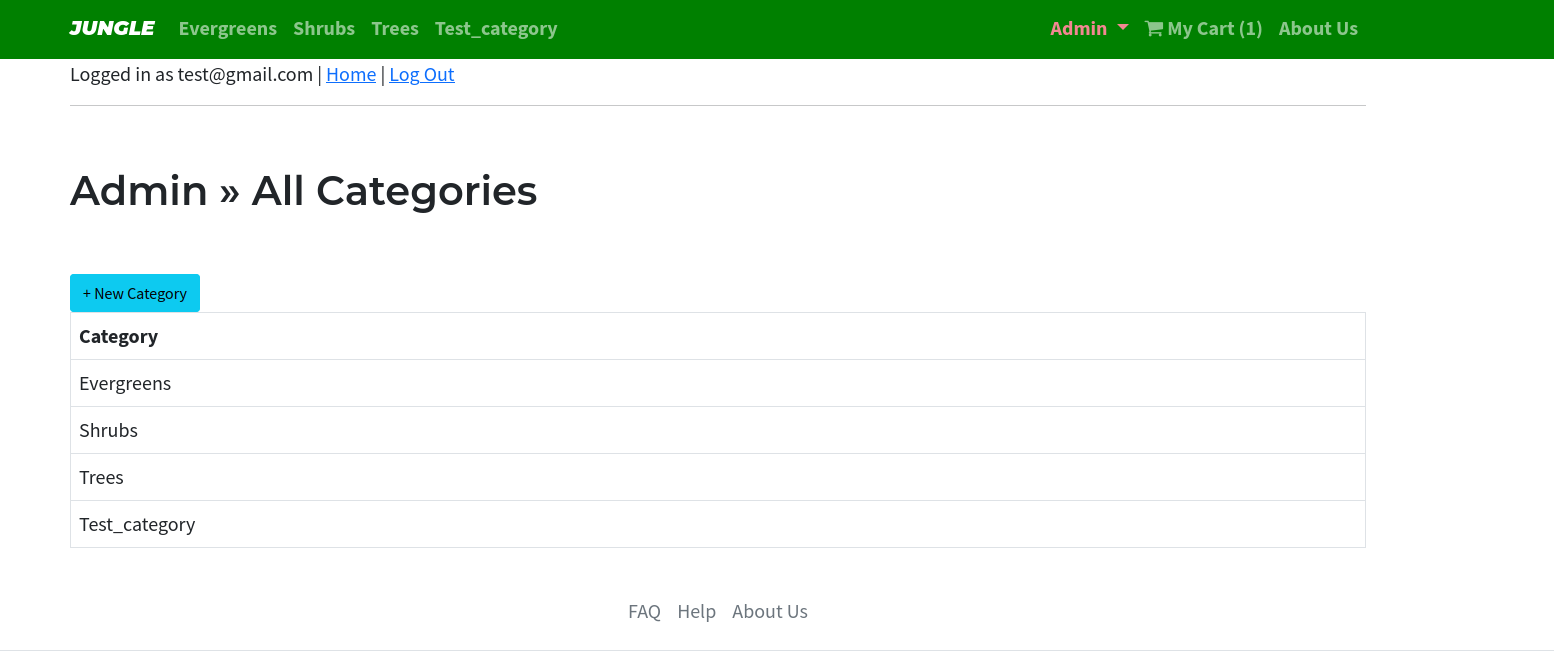 JUNGLE Evergreens Shrubs Trees Test_category Admin My Cart (1) About Us
Logged in as test@gmail.com | Home | Log Out
Admin » All Categories
+ New Category
Category
Evergreens
Shrubs
Trees
Test_category
FAQ Help About Us